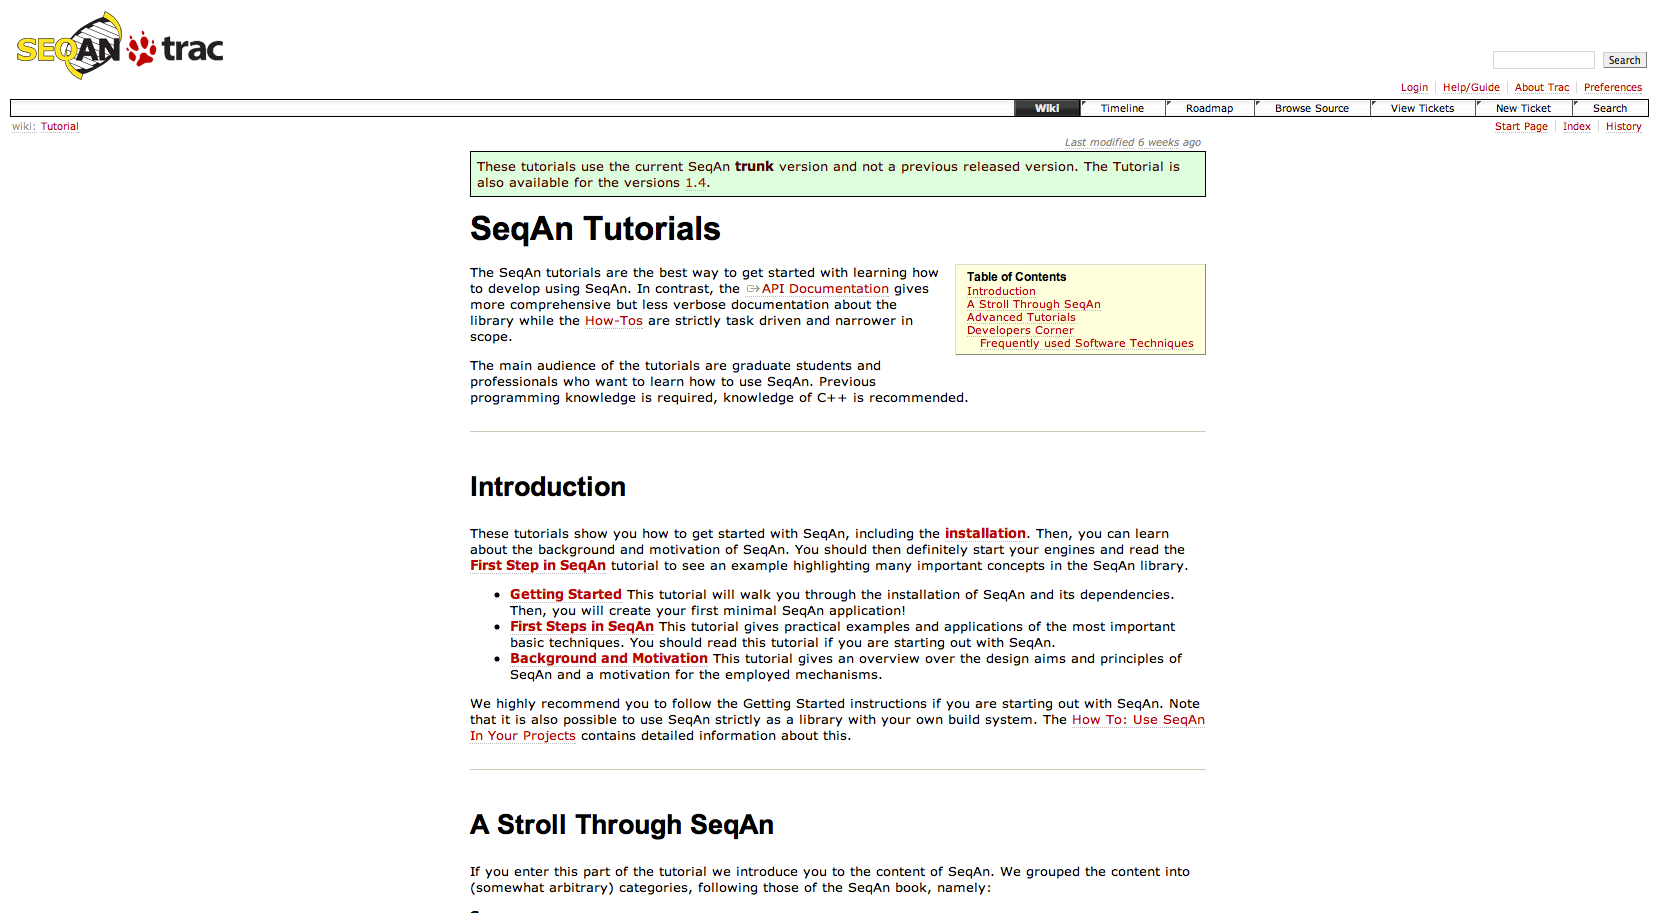 SEQAN trac
Search
Login Help/Guide About Trac Preferences
Wiki Timeline Roadmap Browse Source View Tickets New Ticket Search
wiki: Tutorial
Start Page Index History
Last modified 6 weeks ago
These tutorials use the current SeqAn trunk version and not a previous released version. The Tutorial is
also available for the versions 1.4.
SeqAn Tutorials
The SeqAn tutorials are the best way to get started with learning how
to develop using SeqAn. In contrast, the API Documentation gives
more comprehensive but less verbose documentation about the
library while the How-Tos are strictly task driven and narrower in
scope.
Table of Contents
Introduction
A Stroll Through SeqAn
Advanced Tutorials
Developers Corner
Frequently used Software Techniques
The main audience of the tutorials are graduate students and
professionals who want to learn how to use SeqAn. Previous
programming knowledge is required, knowledge of C++ is recommended.
Introduction
These tutorials show you how to get started with SeqAn, including the installation. Then, you can learn
about the background and motivation of SeqAn. You should then definitely start your engines and read the
First Step in SeqAn tutorial to see an example highlighting many important concepts in the SeqAn library.
• Getting Started This tutorial will walk you through the installation of SeqAn and its dependencies.
Then, you will create your first minimal SeqAn application!
• First Steps in SeqAn This tutorial gives practical examples and applications of the most important
basic techniques. You should read this tutorial if you are starting out with SeqAn.
• Background and Motivation This tutorial gives an overview over the design aims and principles of
SeqAn and a motivation for the employed mechanisms.
We highly recommend you to follow the Getting Started instructions if you are starting out with SeqAn. Note
that it is also possible to use SeqAn strictly as a library with your own build system. The How To: Use SeqAn
In Your Projects contains detailed information about this.
A Stroll Through SeqAn
If you enter this part of the tutorial we introduce you to the content of SeqAn. We grouped the content into
(somewhat arbitrary) categories, following those of the SeqAn book, namely: